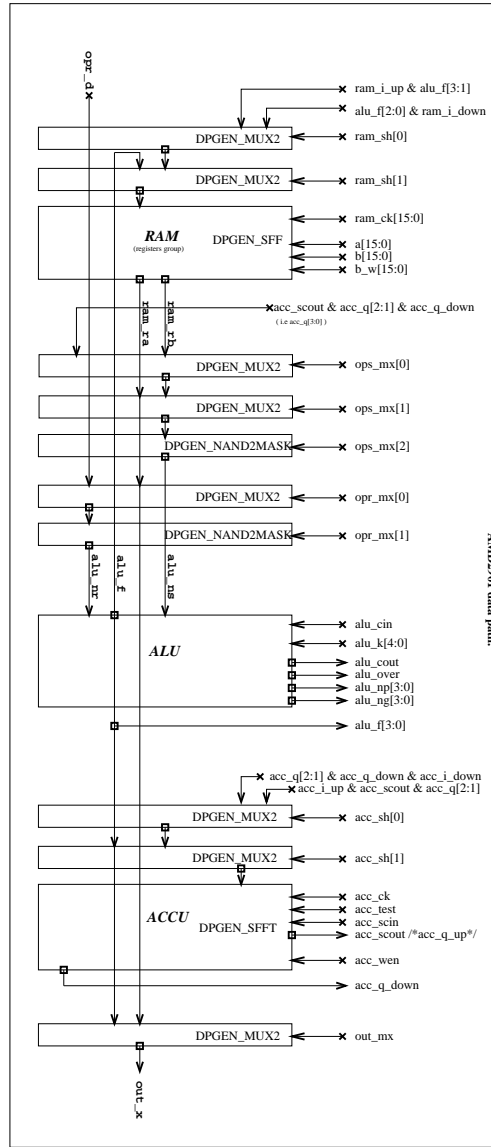 opr_d
ram_i_up & alu_f[3:1]
alu_f[2:0] & ram_i_down
DPGEN_MUX2
ram_sh[0]
DPGEN_MUX2
ram_sh[1]
RAM
(registers group)
DPGEN_SFF
ram_ck[15:0]
a[15:0]
b[15:0]
b_w[15:0]
ram_ra
ram_rb
acc_scout & acc_q[2:1] & acc_q_down
( i.e acc_q[3:0] )
DPGEN_MUX2
ops_mx[0]
DPGEN_MUX2
ops_mx[1]
DPGEN_NAND2MASK
ops_mx[2]
DPGEN_MUX2
opr_mx[0]
DPGEN_NAND2MASK
opr_mx[1]
alu_nr
alu_f
alu_ns
ALU
alu_cin
alu_k[4:0]
alu_cout
alu_over
alu_np[3:0]
alu_ng[3:0]
alu_f[3:0]
acc_q[2:1] & acc_q_down & acc_i_down
acc_i_up & acc_scout & acc_q[2:1]
DPGEN_MUX2
acc_sh[0]
DPGEN_MUX2
acc_sh[1]
ACCU
DPGEN_SFFT
acc_ck
acc_test
acc_scin
acc_scout /*acc_q_up*/
acc_wen
acc_q_down
DPGEN_MUX2
out_mx
out_x